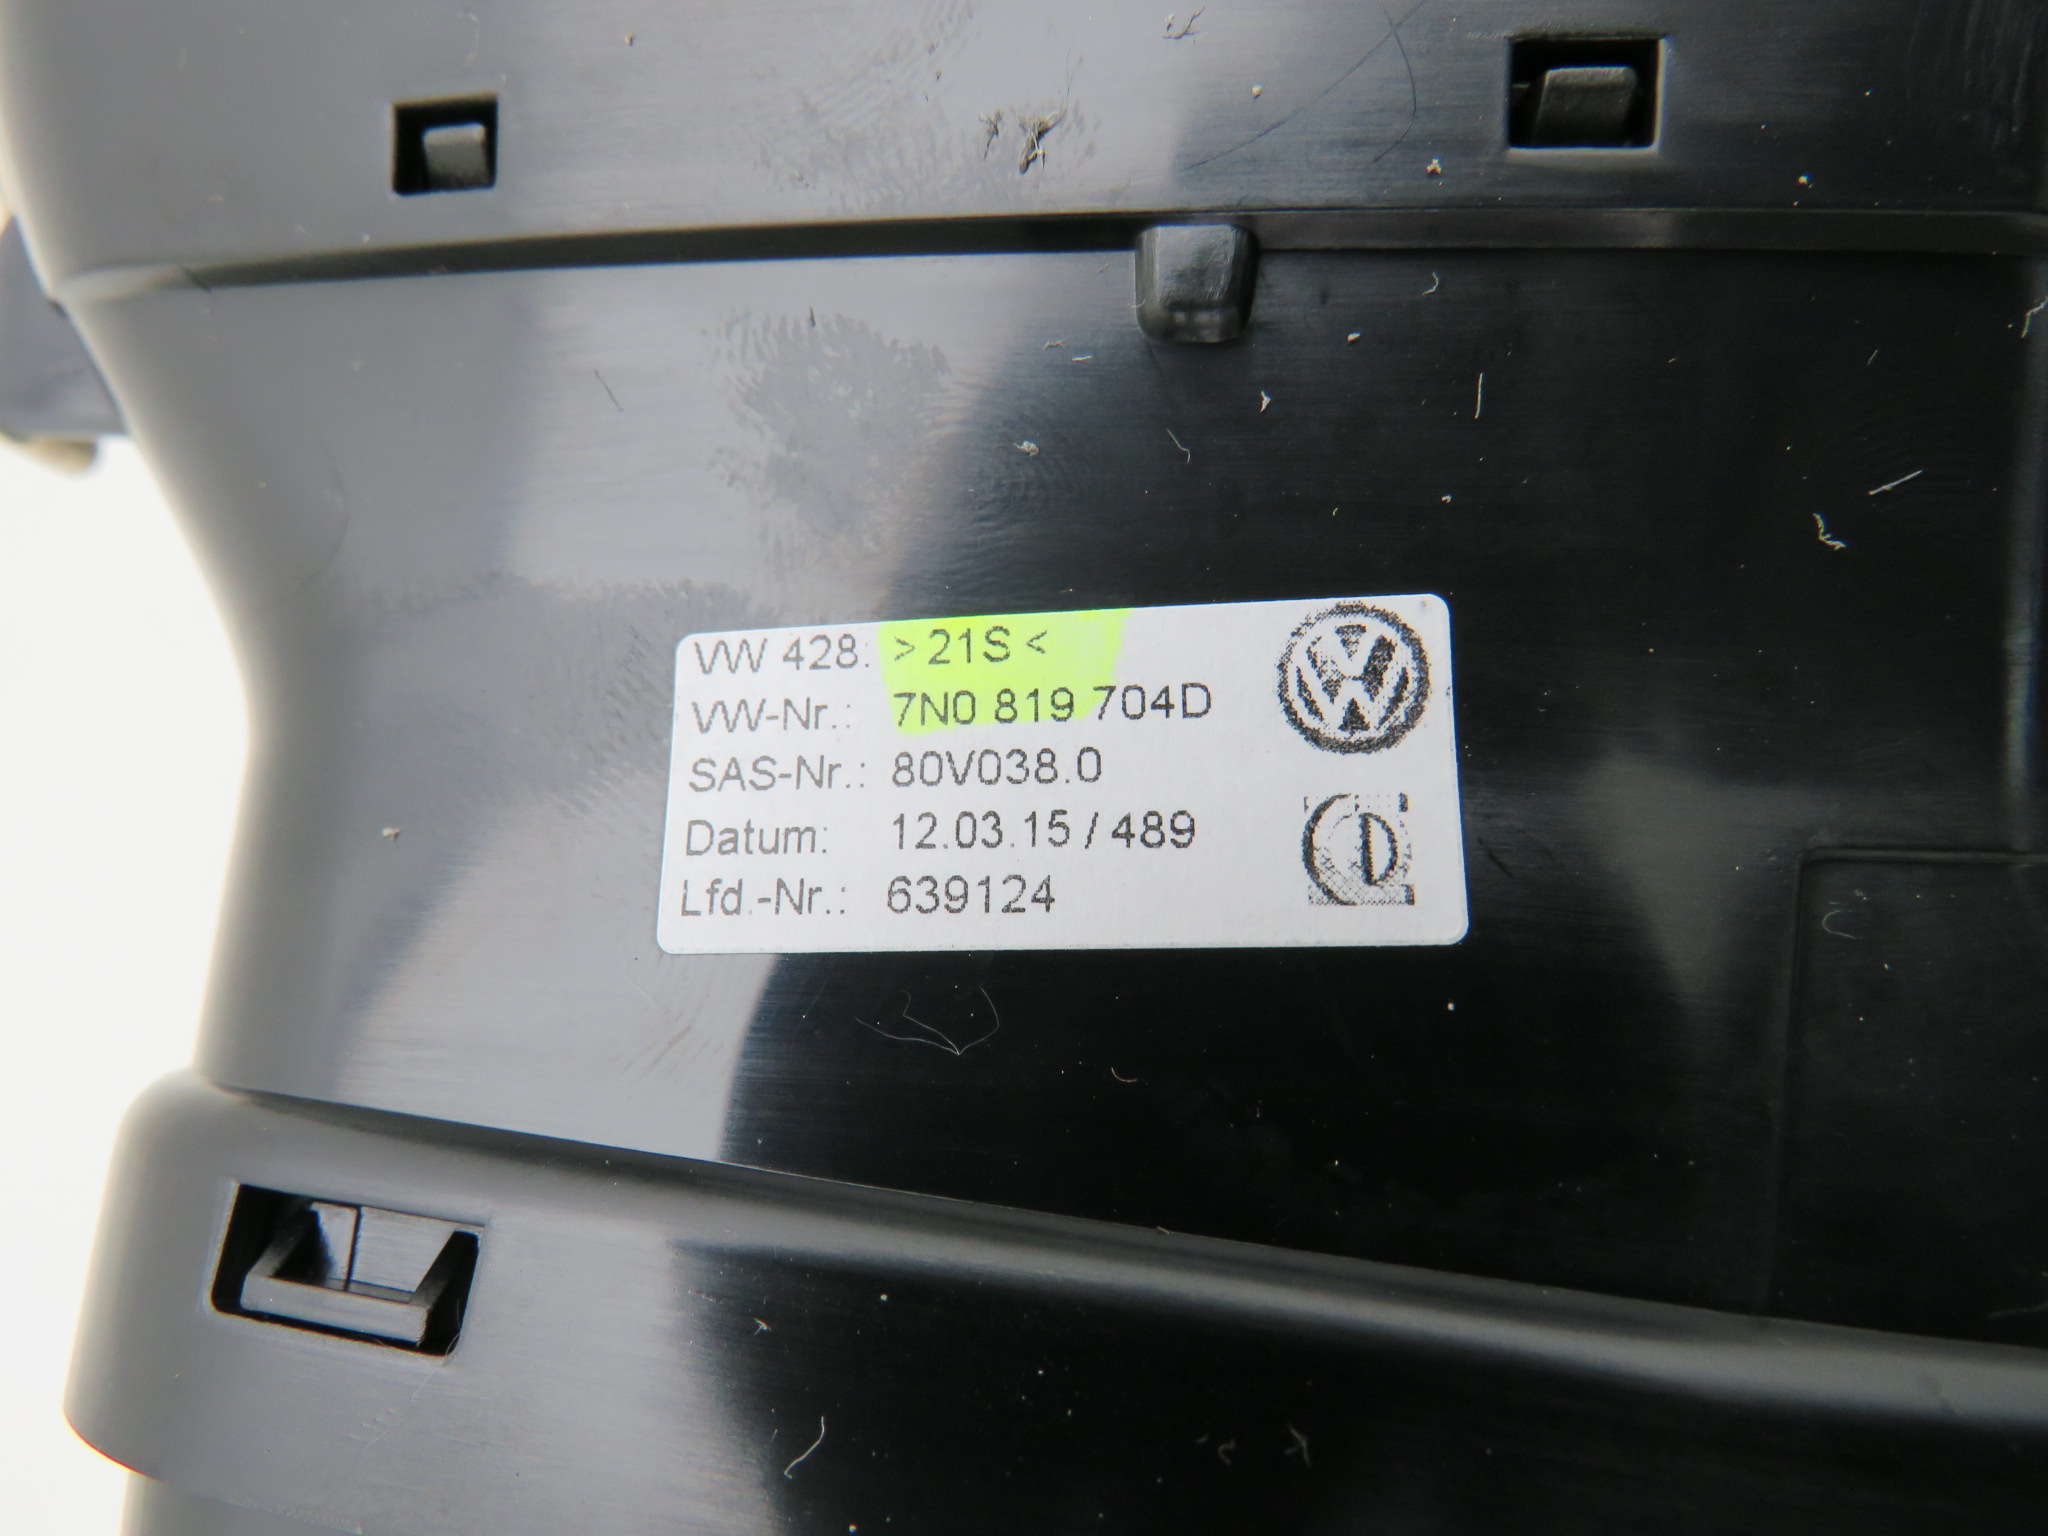 VW 428: >21S<
VW-Nr.: 7N0 819 704D
SAS-Nr.: 80V038.0
Datum: 12.03.15 / 489
Lfd.-Nr.: 639124